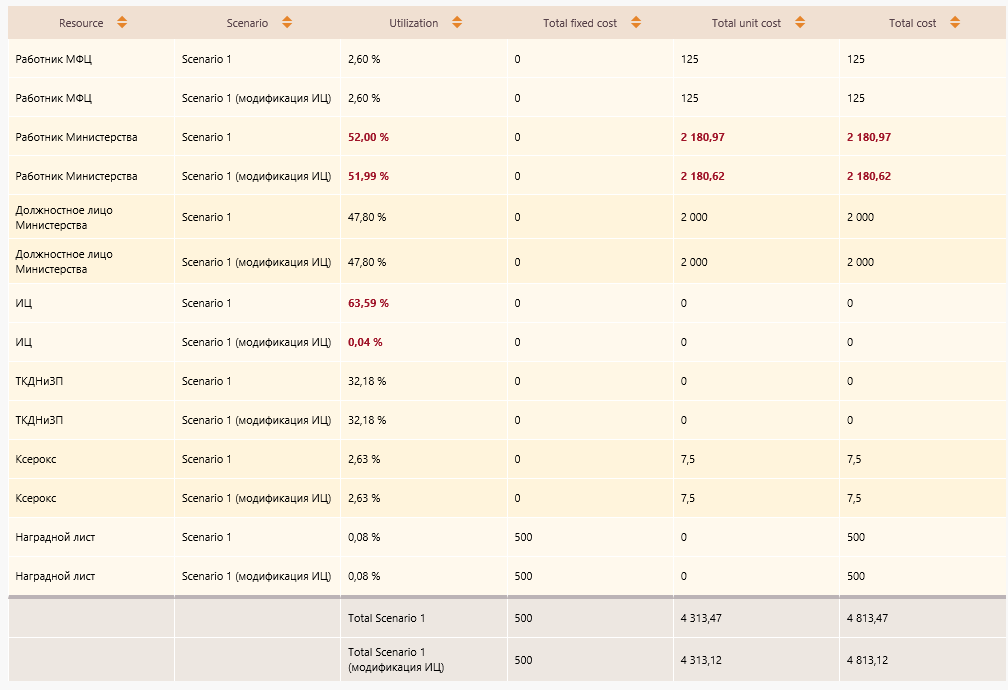 Resource Scenario Utilization Total fixed cost Total unit cost Total cost
Работник МФЦ Scenario 1 2,60 % 0 125 125
Работник МФЦ Scenario 1 (модификация ИЦ) 2,60 % 0 125 125
Работник Министерства Scenario 1 52,00 % 0 2 180,97 2 180,97
Работник Министерства Scenario 1 (модификация ИЦ) 51,99 % 0 2 180,62 2 180,62
Должностное лицо
Министерства Scenario 1 47,80 % 0 2 000 2 000
Должностное лицо
Министерства Scenario 1 (модификация ИЦ) 47,80 % 0 2 000 2 000
ИЦ Scenario 1 63,59 % 0 0 0
ИЦ Scenario 1 (модификация ИЦ) 0,04 % 0 0 0
ТКДНиЗП Scenario 1 32,18 % 0 0 0
ТКДНиЗП Scenario 1 (модификация ИЦ) 32,18 % 0 0 0
Ксерокс Scenario 1 2,63 % 0 7,5 7,5
Ксерокс Scenario 1 (модификация ИЦ) 2,63 % 0 7,5 7,5
Наградной лист Scenario 1 0,08 % 500 0 500
Наградной лист Scenario 1 (модификация ИЦ) 0,08 % 500 0 500
Total Scenario 1 500 4 313,47 4 813,47
Total Scenario 1
(модификация ИЦ) 500 4 313,12 4 813,12